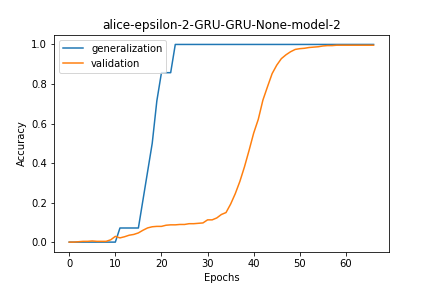 alice-epsilon-2-GRU-GRU-None-model-2
generalization
validation
Accuracy
1.0
0.8
0.6
0.4
0.2
0.0
0 10 20 30 40 50 60
Epochs